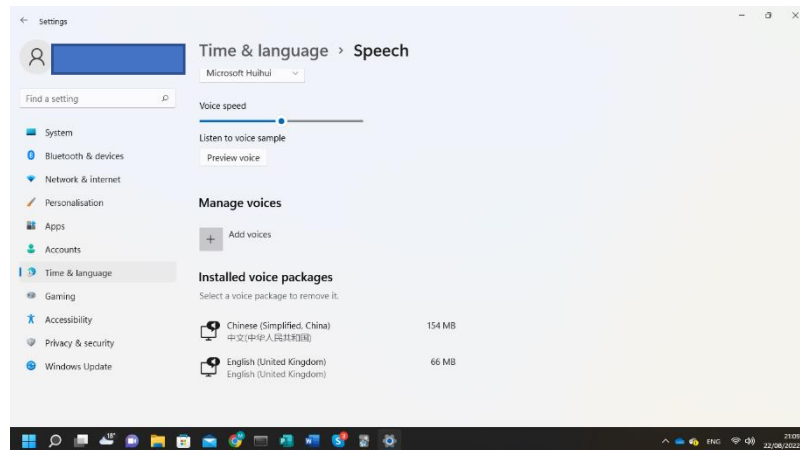 Settings
Time & language > Speech
Microsoft Huihui
Find a setting
Voice speed
Listen to voice sample
Preview voice
System
Bluetooth & devices
Network & internet
Personalisation
Apps
Accounts
Time & language
Gaming
Accessibility
Privacy & security
Windows Update
Manage voices
Add voices
Installed voice packages
Select a voice package to remove it.
Chinese (Simplified, China) 154 MB
中文(中华人民共和国)
English (United Kingdom) 66 MB
English (United Kingdom)
18°
ENG
21:05
22/08/2022